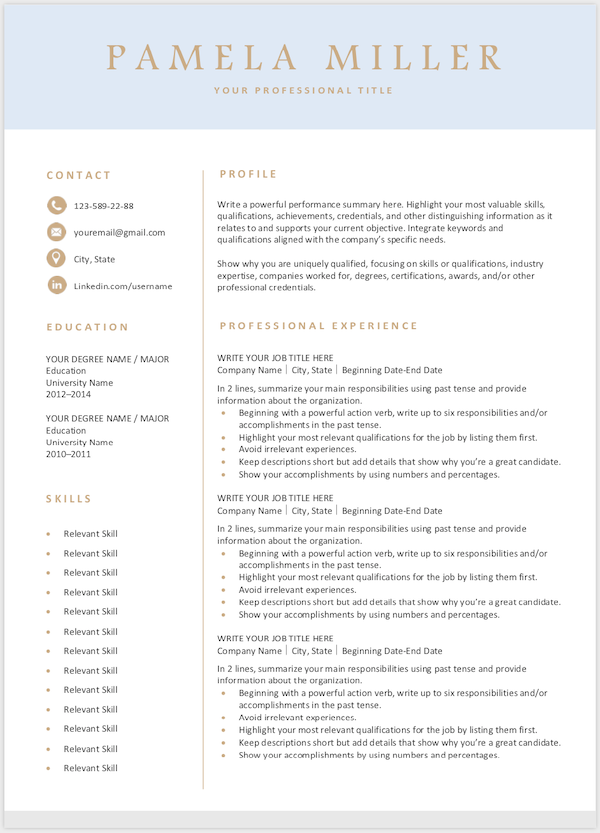 PAMELA MILLER
YOUR PROFESSIONAL TITLE
CONTACT
123-589-22-88
youremail@gmail.com
City, State
Linkedin.com/username
EDUCATION
YOUR DEGREE NAME / MAJOR
Education
University Name
2012–2014
YOUR DEGREE NAME / MAJOR
Education
University Name
2010–2011
SKILLS
• Relevant Skill
• Relevant Skill
• Relevant Skill
• Relevant Skill
• Relevant Skill
• Relevant Skill
• Relevant Skill
• Relevant Skill
• Relevant Skill
• Relevant Skill
• Relevant Skill
• Relevant Skill
• Relevant Skill
PROFILE
Write a powerful performance summary here. Highlight your most valuable skills,
qualifications, achievements, credentials, and other distinguishing information as it
relates to and supports your current objective. Integrate keywords and
qualifications aligned with the company's specific needs.
Show why you are uniquely qualified, focusing on skills or qualifications, industry
expertise, companies worked for, degrees, certifications, awards, and/or other
professional credentials.
PROFESSIONAL EXPERIENCE
WRITE YOUR JOB TITLE HERE
Company Name | City, State | Beginning Date-End Date
In 2 lines, summarize your main responsibilities using past tense and provide
information about the organization.
• Beginning with a powerful action verb, write up to six responsibilities and/or
accomplishments in the past tense.
• Highlight your most relevant qualifications for the job by listing them first.
• Avoid irrelevant experiences.
• Keep descriptions short but add details that show why you're a great candidate.
• Show your accomplishments by using numbers and percentages.
WRITE YOUR JOB TITLE HERE
Company Name | City, State | Beginning Date-End Date
In 2 lines, summarize your main responsibilities using past tense and provide
information about the organization.
• Beginning with a powerful action verb, write up to six responsibilities and/or
accomplishments in the past tense.
• Highlight your most relevant qualifications for the job by listing them first.
• Avoid irrelevant experiences.
• Keep descriptions short but add details that show why you're a great candidate.
• Show your accomplishments by using numbers and percentages.
WRITE YOUR JOB TITLE HERE
Company Name | City, State | Beginning Date-End Date
In 2 lines, summarize your main responsibilities using past tense and provide
information about the organization.
• Beginning with a powerful action verb, write up to six responsibilities and/or
accomplishments in the past tense.
• Avoid irrelevant experiences.
• Highlight your most relevant qualifications for the job by listing them first.
• Keep descriptions short but add details that show why you're a great candidate.
• Show your accomplishments by using numbers and percentages.